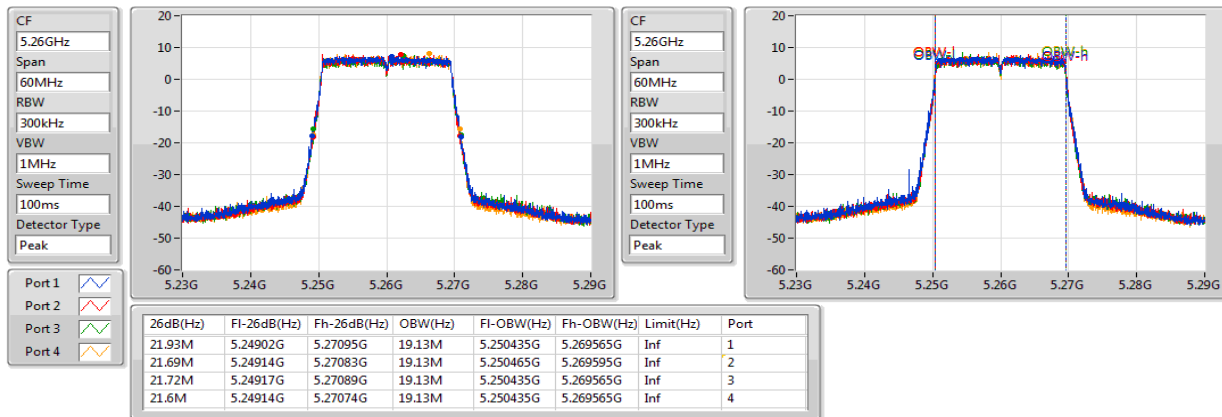 CF
5.26GHz
Span
60MHz
RBW
300kHz
VBW
1MHz
Sweep Time
100ms
Detector Type
Peak
20
10
0
-10
-20
-30
-40
-50
-60
5.23G 5.24G 5.25G 5.26G 5.27G 5.28G 5.29G
CF
5.26GHz
Span
60MHz
RBW
300kHz
VBW
1MHz
Sweep Time
100ms
Detector Type
Peak
20
10
0
-10
-20
-30
-40
-50
-60
OBW-l OBW-h
5.23G 5.24G 5.25G 5.26G 5.27G 5.28G 5.29G
Port 1
Port 2
Port 3
Port 4
26dB(Hz) Fl-26dB(Hz) Fh-26dB(Hz) OBW(Hz) Fl-OBW(Hz) Fh-OBW(Hz) Limit(Hz) Port
21.93M 5.24902G 5.27095G 19.13M 5.250435G 5.269565G Inf 1
21.69M 5.24914G 5.27083G 19.13M 5.250465G 5.269595G Inf 2
21.72M 5.24917G 5.27089G 19.13M 5.250435G 5.269565G Inf 3
21.6M 5.24914G 5.27074G 19.13M 5.250435G 5.269565G Inf 4